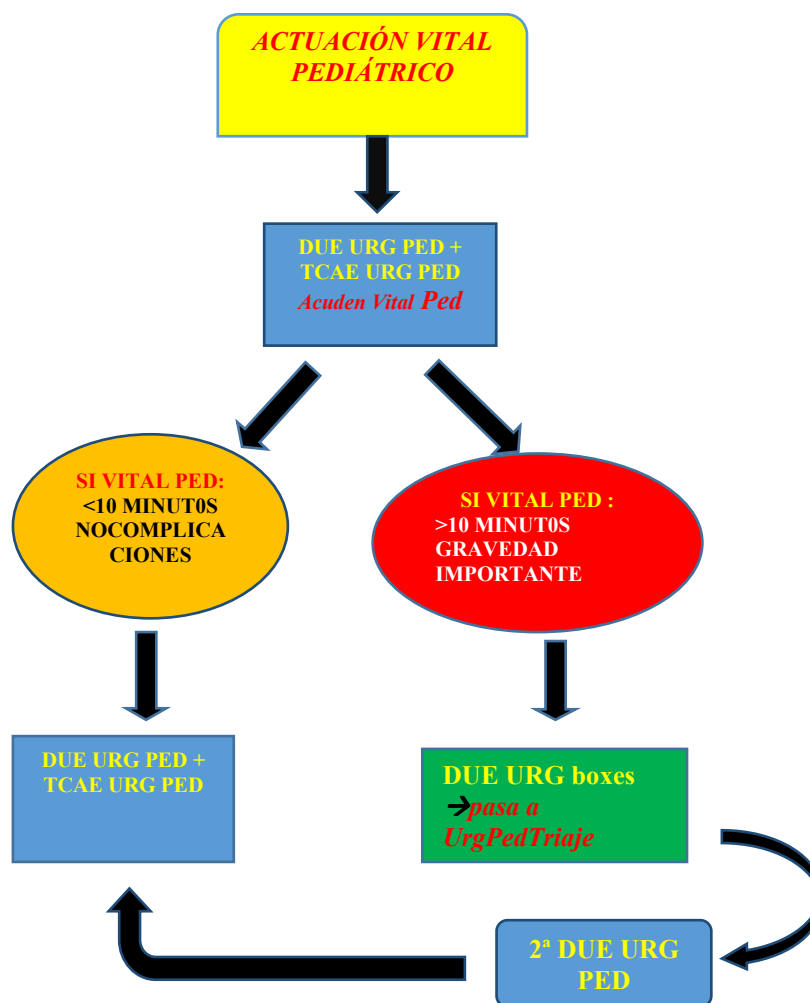 ACTUACIÓN VITAL
PEDIÁTRICO
DUE URG PED +
TCAE URG PED
Acuden Vital Ped
SI VITAL PED:
<10 MINUT0S
NOCOMPLICA
CIONES
SI VITAL PED :
>10 MINUT0S
GRAVEDAD
IMPORTANTE
DUE URG PED +
TCAE URG PED
DUE URG boxes
→pasa a
UrgPedTriaje
2ª DUE URG
PED